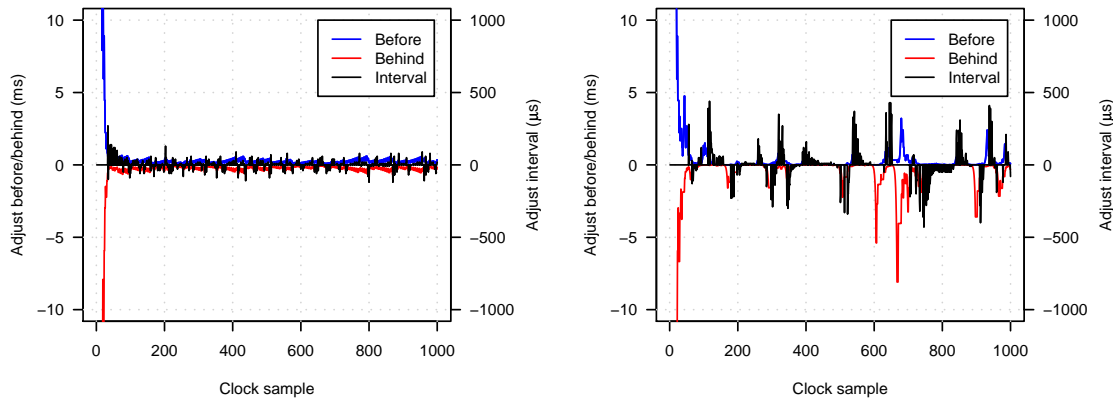 10
5
0
−5
−10
Adjust before/behind (ms)
1000
500
0
−500
−1000
Adjust interval (µs)
Before
Behind
Interval
0
200
400
600
800
1000
Clock sample
10
5
0
−5
−10
Adjust before/behind (ms)
1000
500
0
−500
−1000
Adjust interval (µs)
Before
Behind
Interval
0
200
400
600
800
1000
Clock sample